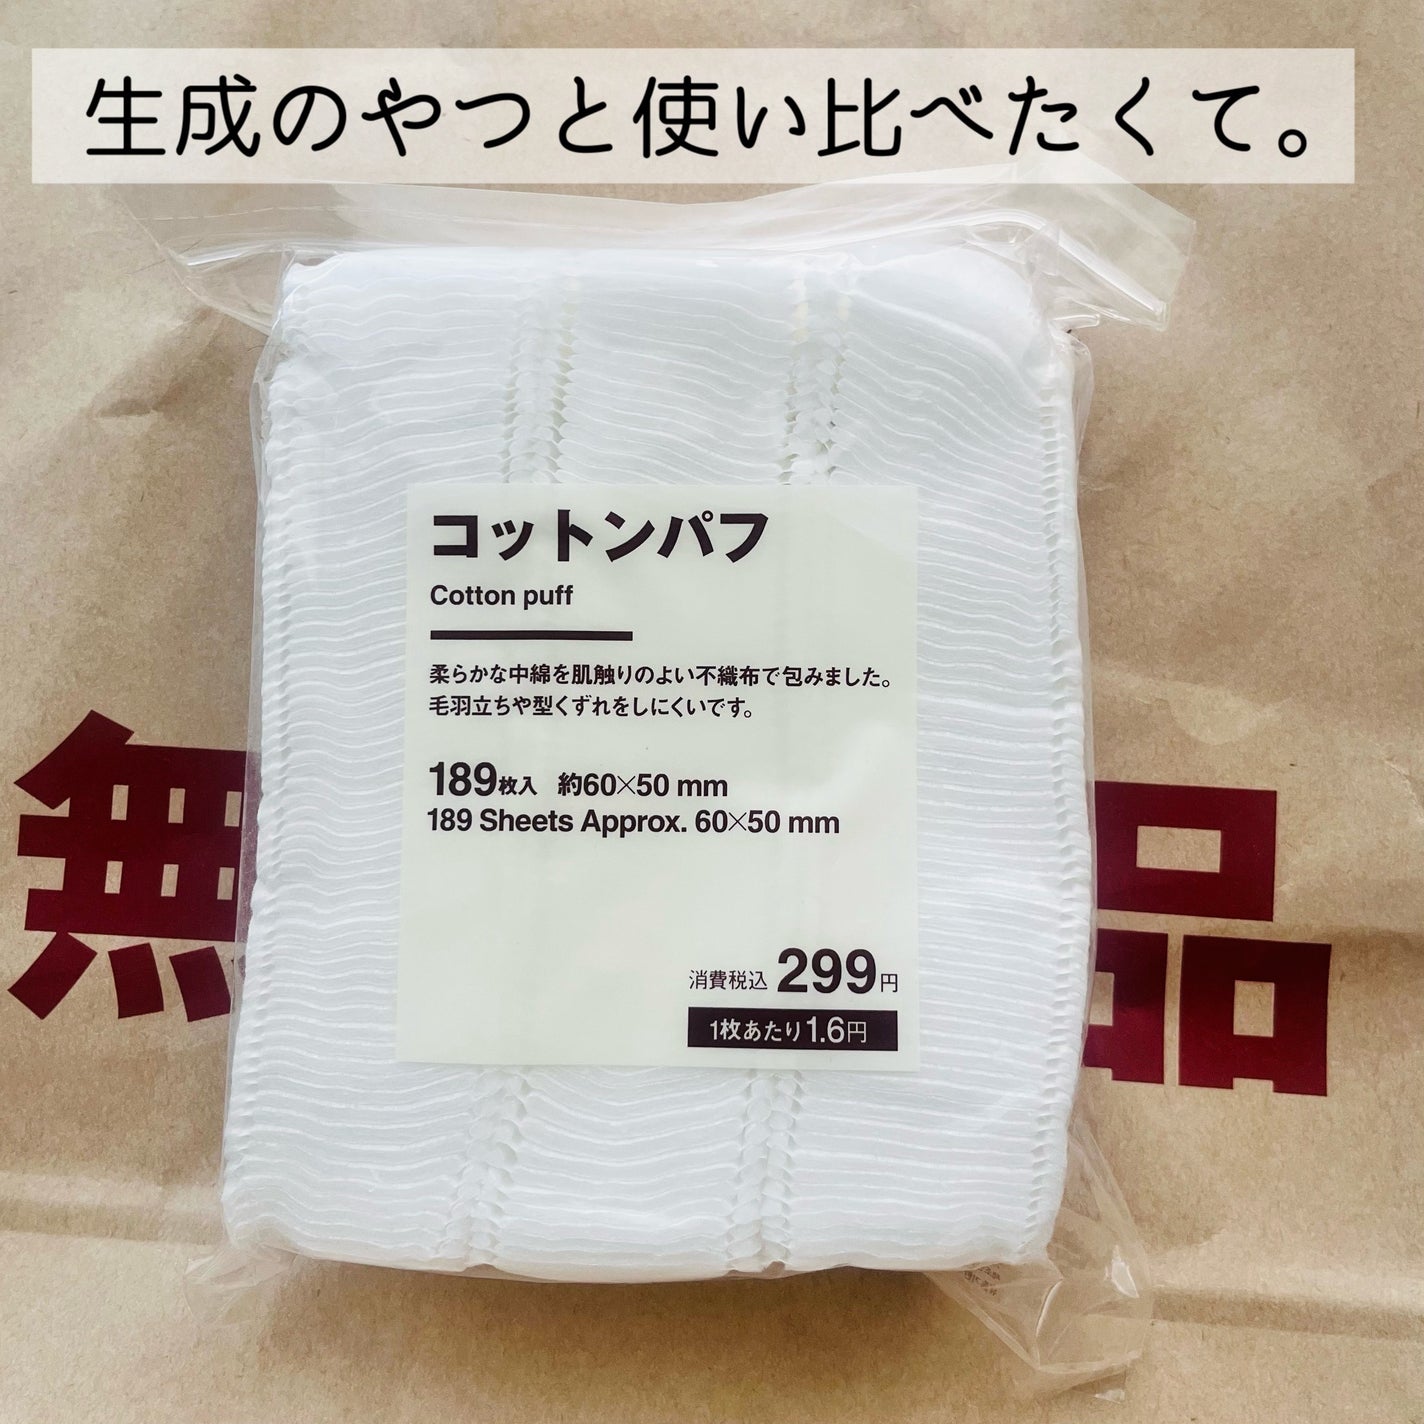 生成のやつと使い比べたくて。
コットンパフ
Cotton puff
柔らかな中綿を肌触りのよい不織布で包みました。
毛羽立ちや型くずれをしにくいです。
189枚入 約60×50 mm
189 Sheets Approx. 60×50 mm
消費税込 299円
1枚あたり1.6円
無
品